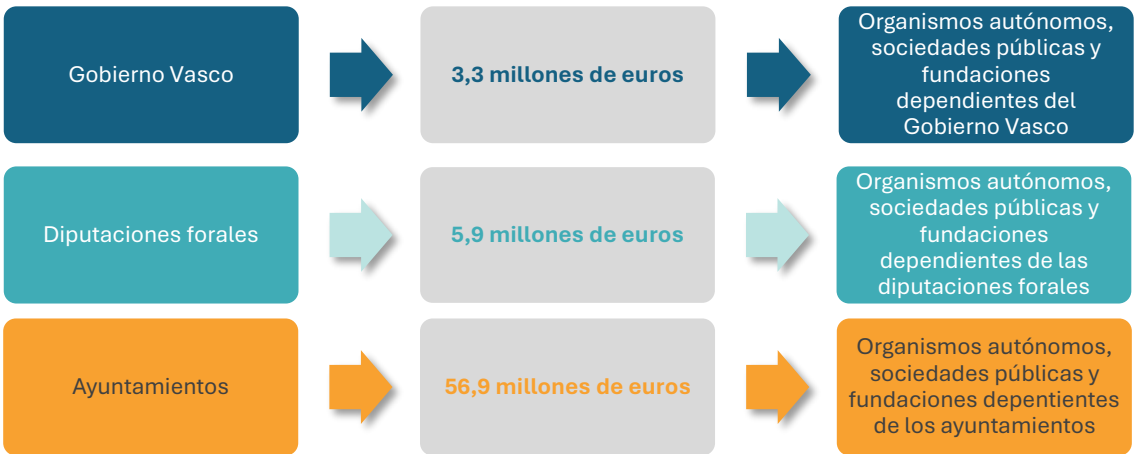 Gobierno Vasco
3,3 millones de euros
Organismos autónomos,
sociedades públicas y
fundaciones
dependientes del
Gobierno Vasco
Diputaciones forales
5,9 millones de euros
Organismos autónomos,
sociedades públicas y
fundaciones
dependientes de las
diputaciones forales
Ayuntamientos
56,9 millones de euros
Organismos autónomos,
sociedades públicas y
fundaciones depentientes
de los ayuntamientos